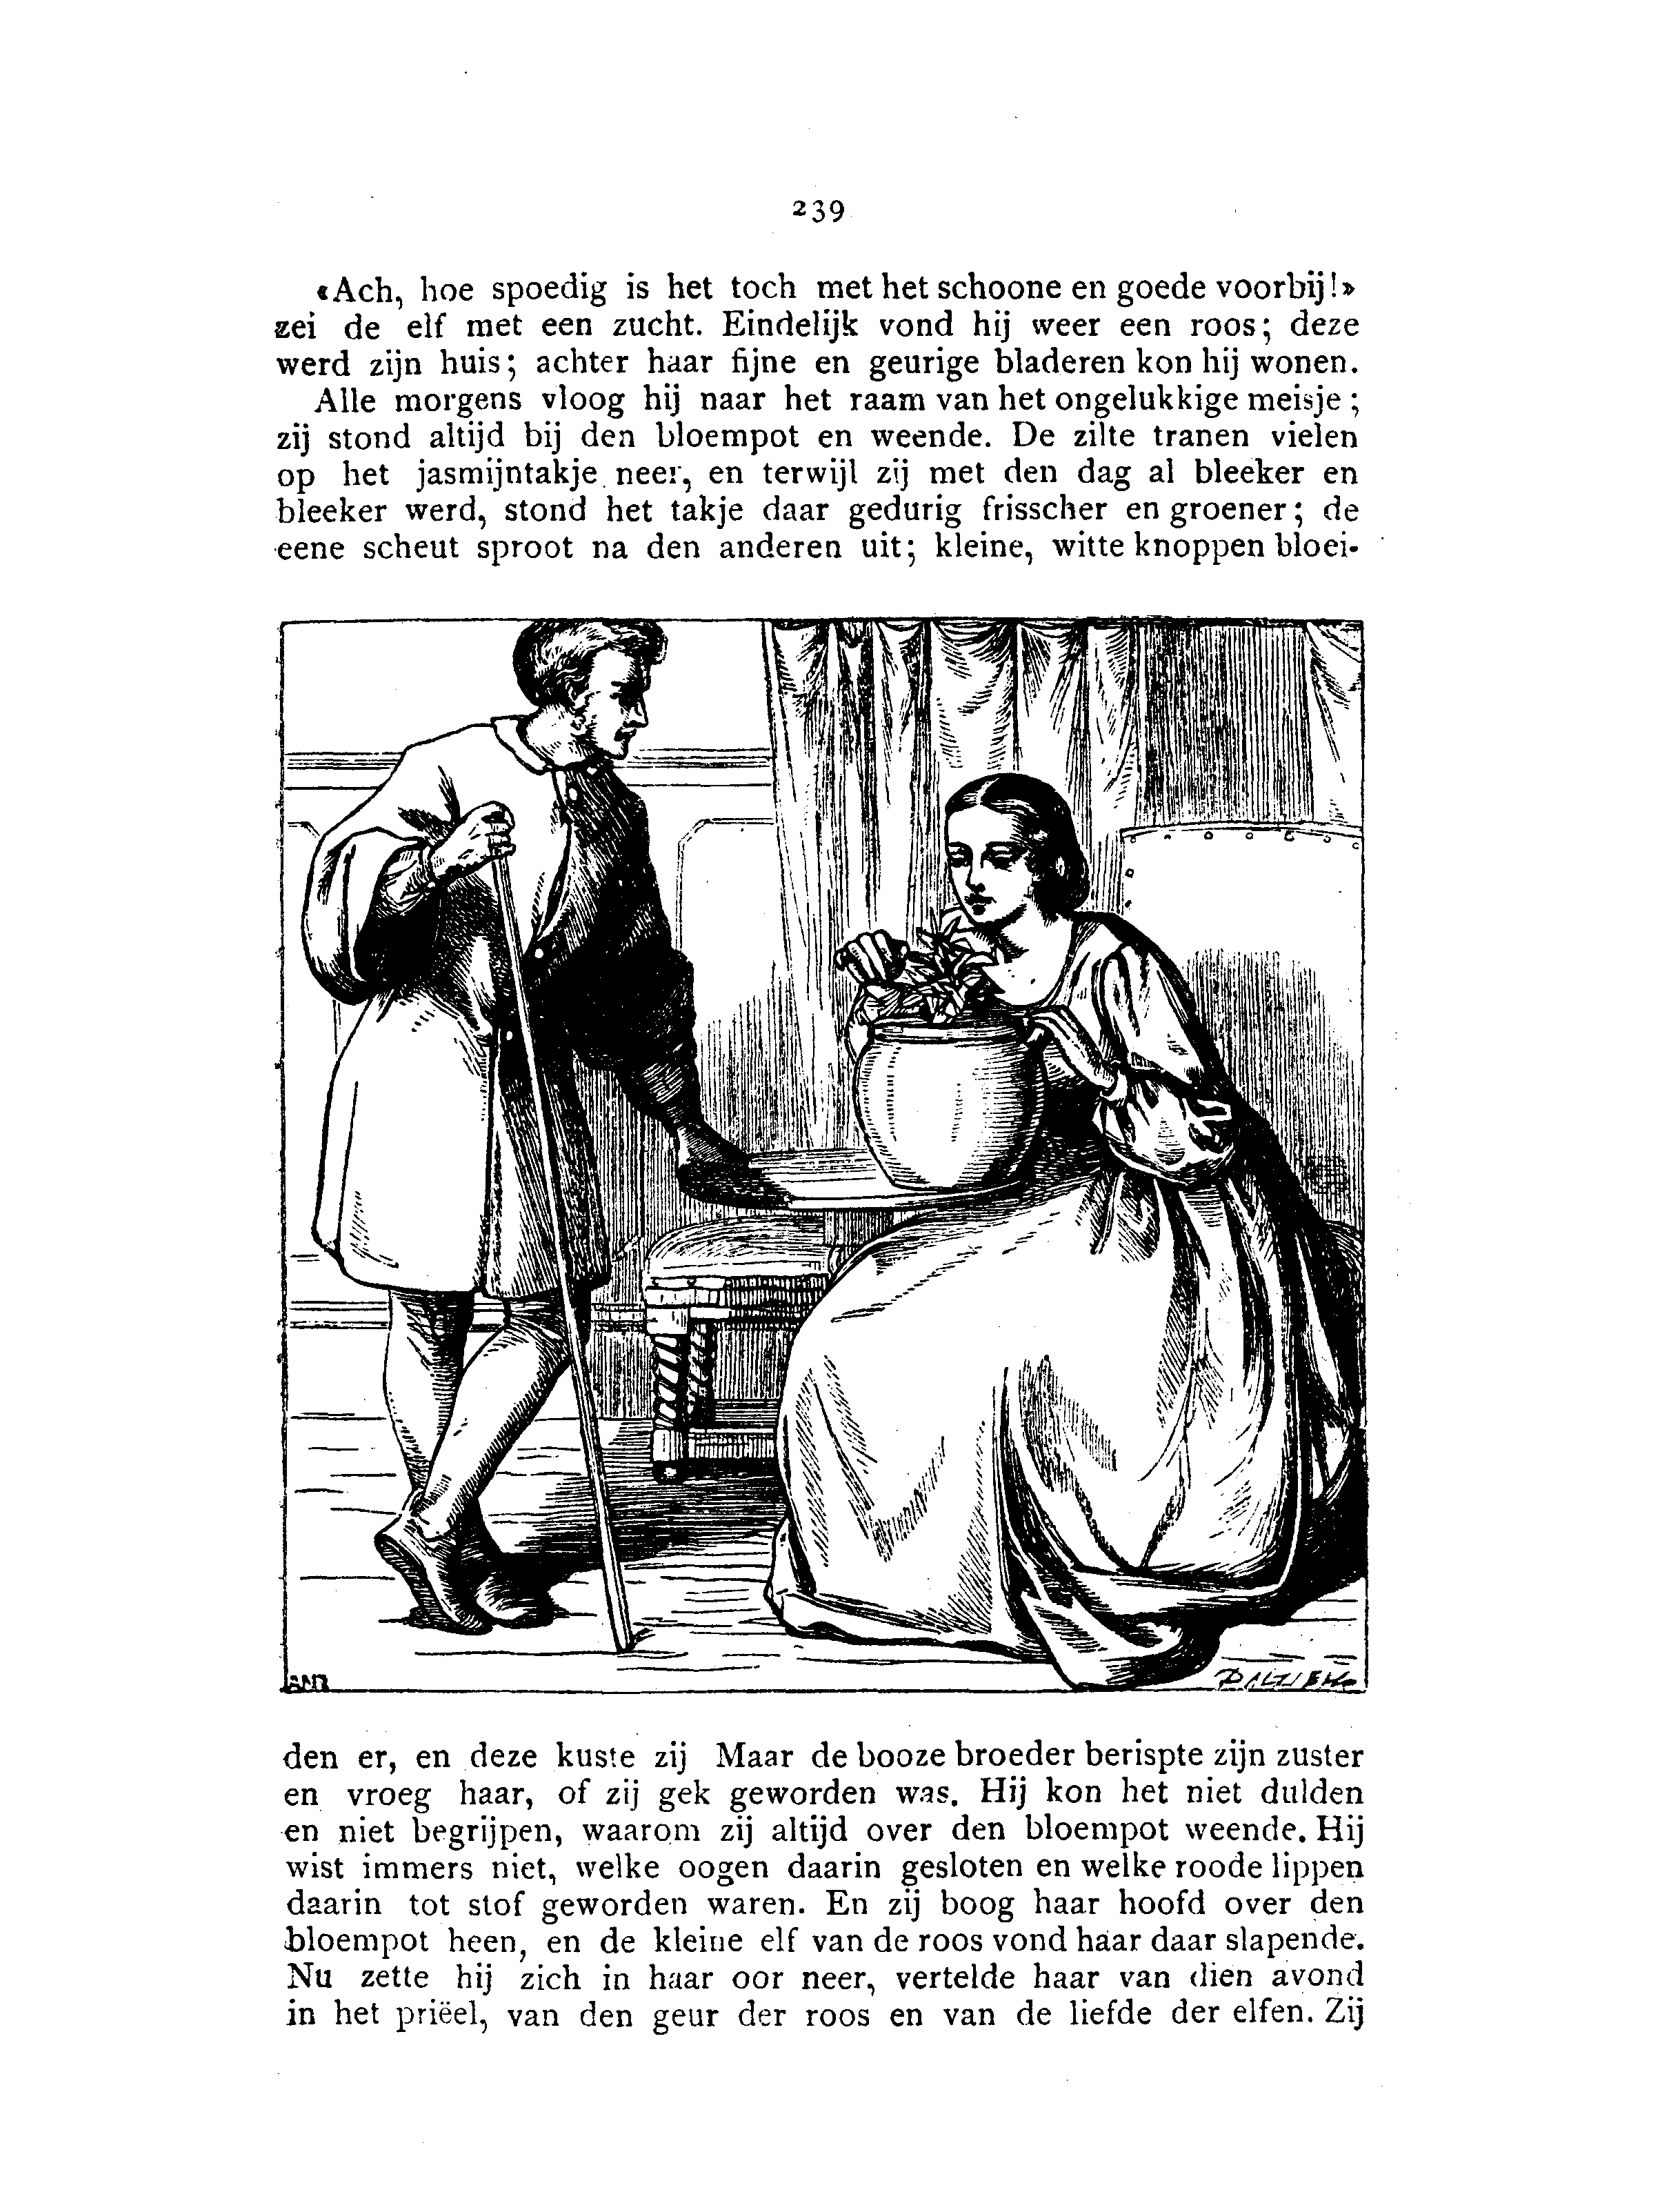 239
«Ach, hoe spoedig is het toch met het schoone en goede voorbij!»
zei de elf met een zucht. Eindelijk vond hij weer een roos; deze
werd zijn huis; achter haar fijne en geurige bladeren kon hij wonen.
Alle morgens vloog hij naar het raam van het ongelukkige meisje;
zij stond altijd bij den bloempot en weende. De zilte tranen vielen
op het jasmijntakje neer, en terwijl zij met den dag al bleeker en
bleeker werd, stond het takje daar gedurig frisscher en groener; de
eene scheut sproot na den anderen uit; kleine, witte knoppen bloei-
DALZIEL
den er, en deze kuste zij Maar de booze broeder berispte zijn zuster
en vroeg haar, of zij gek geworden was. Hij kon het niet dulden
en niet begrijpen, waarom zij altijd over den bloempot weende. Hij
wist immers niet, welke oogen daarin gesloten en welke roode lippen
daarin tot stof geworden waren. En zij boog haar hoofd over den
bloempot heen, en de kleine elf van de roos vond haar daar slapende.
Nu zette hij zich in haar oor neer, vertelde haar van dien avond
in het priëel, van den geur der roos en van de liefde der elfen. Zij